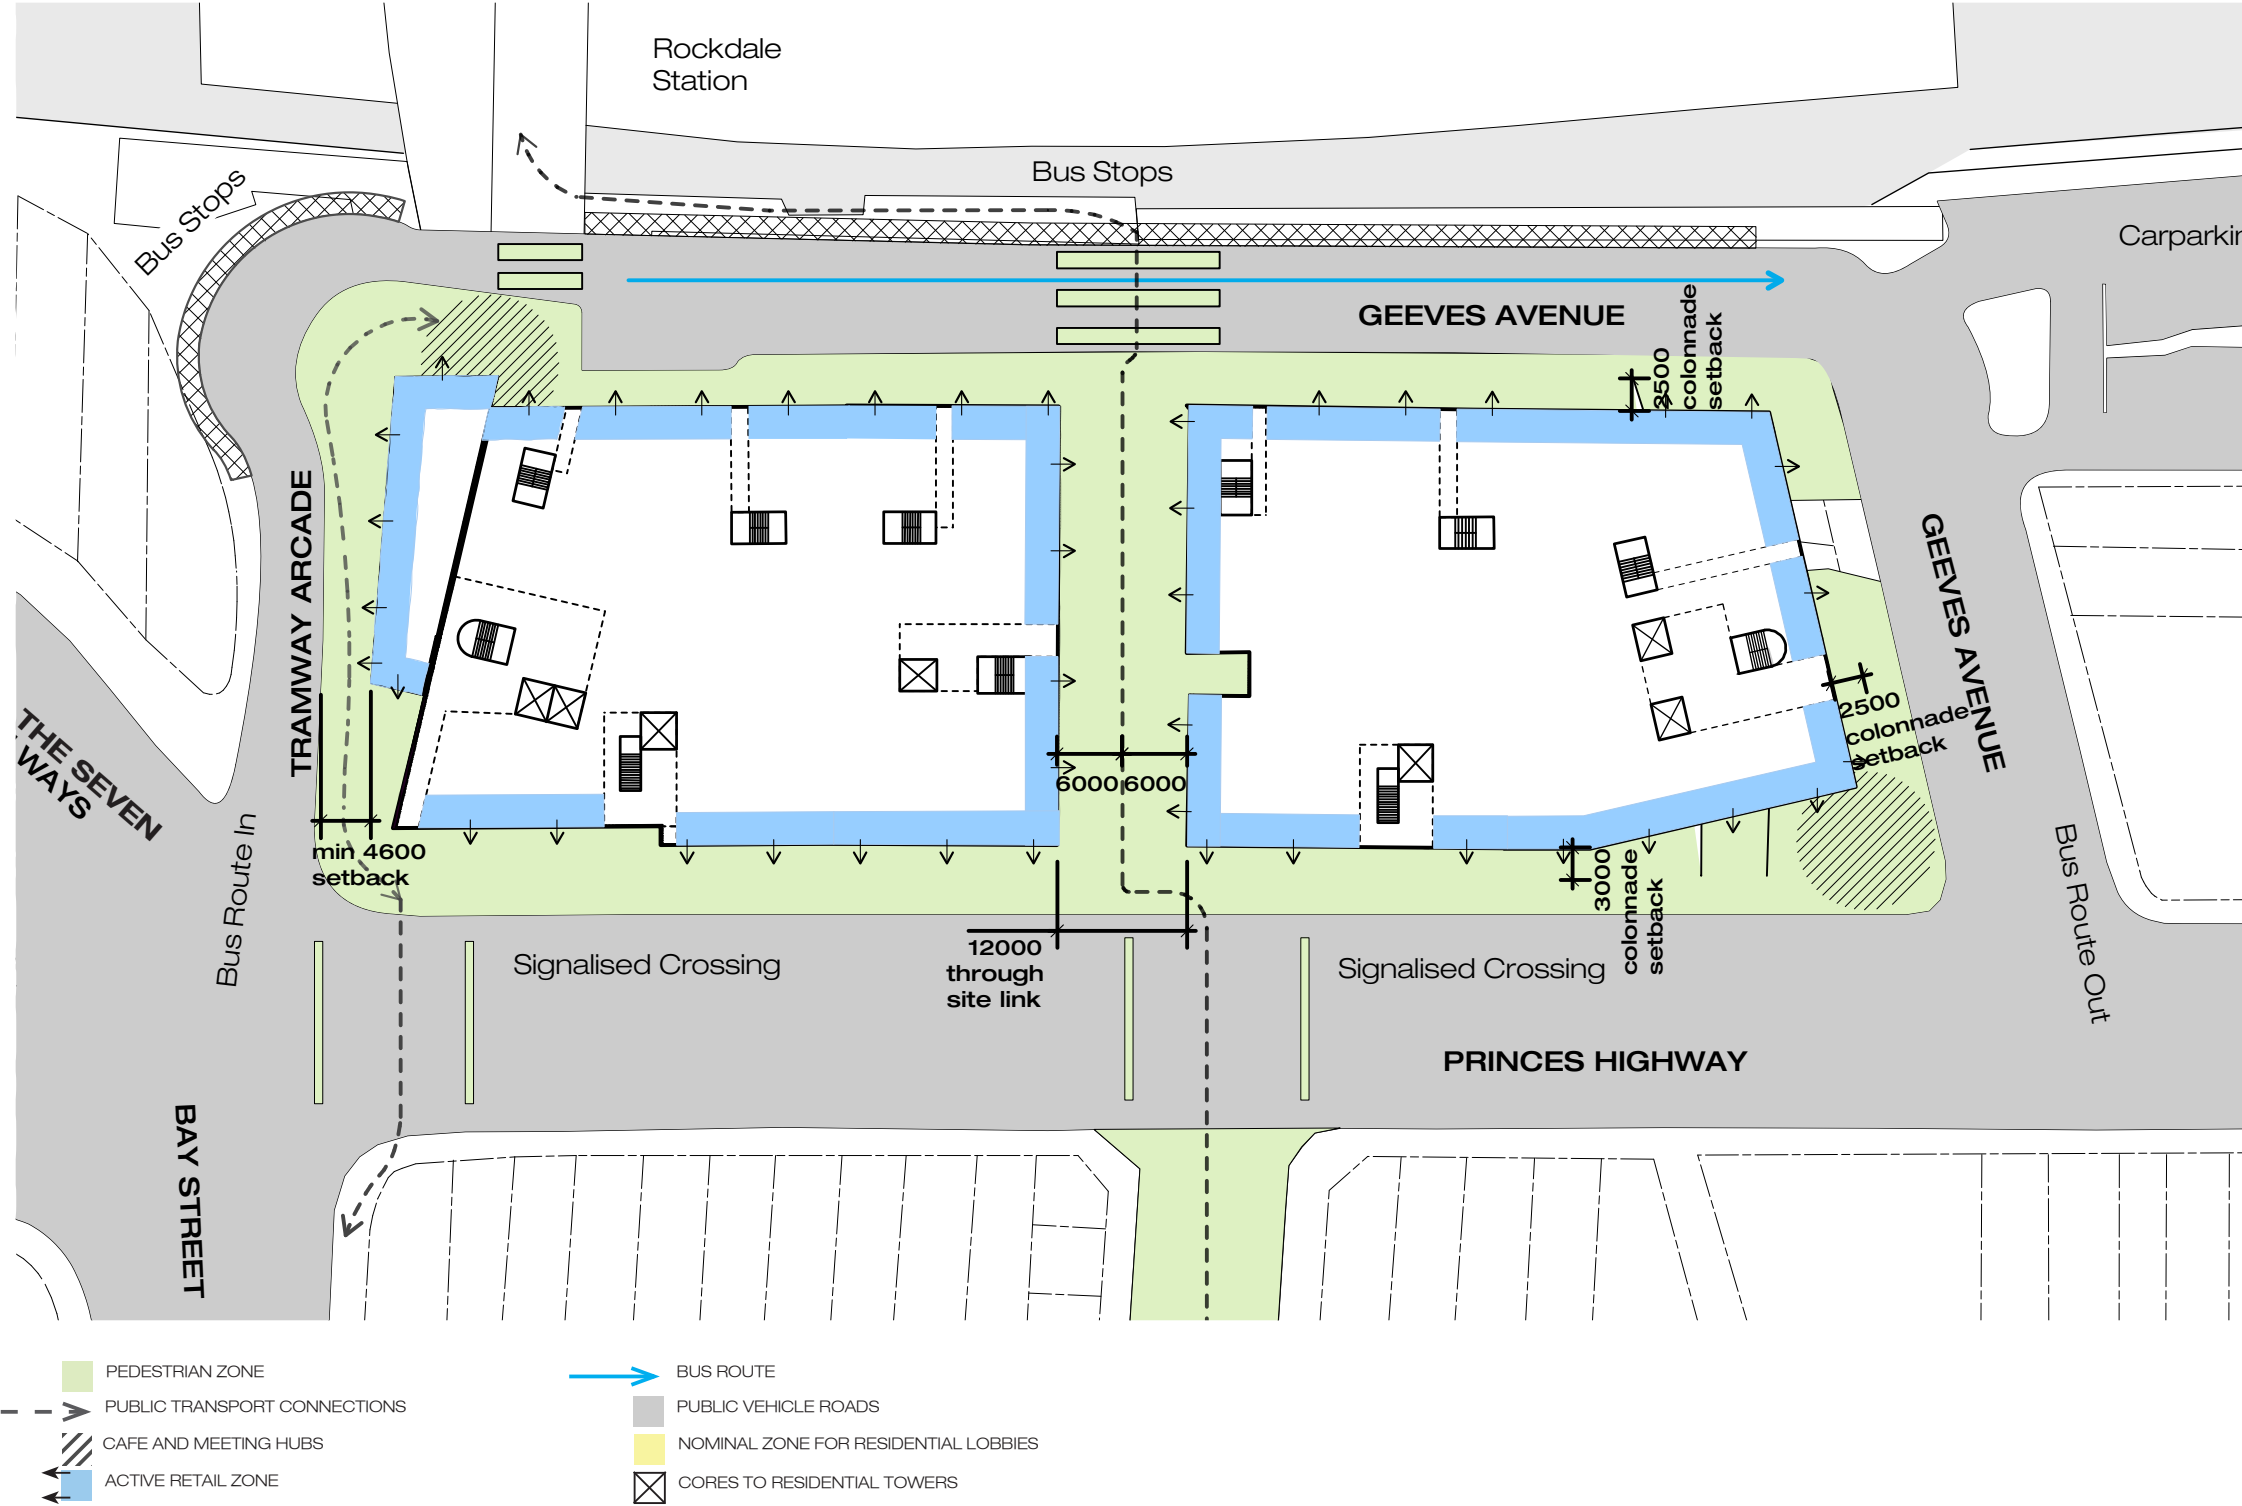 Rockdale
Station
Bus Stops
Bus Stops
Carparkin
GEEVES AVENUE
2500
colonnade
setback
TRAMWAY ARCADE
GEEVES AVENUE
2500
colonnade
setback
THE SEVEN
WAYS
6000
6000
min 4600
setback
3000
colonnade
setback
Bus Route In
Bus Route Out
12000
through
site link
Signalised Crossing
Signalised Crossing
PRINCES HIGHWAY
BAY STREET
PEDESTRIAN ZONE
PUBLIC TRANSPORT CONNECTIONS
CAFE AND MEETING HUBS
ACTIVE RETAIL ZONE
BUS ROUTE
PUBLIC VEHICLE ROADS
NOMINAL ZONE FOR RESIDENTIAL LOBBIES
CORES TO RESIDENTIAL TOWERS